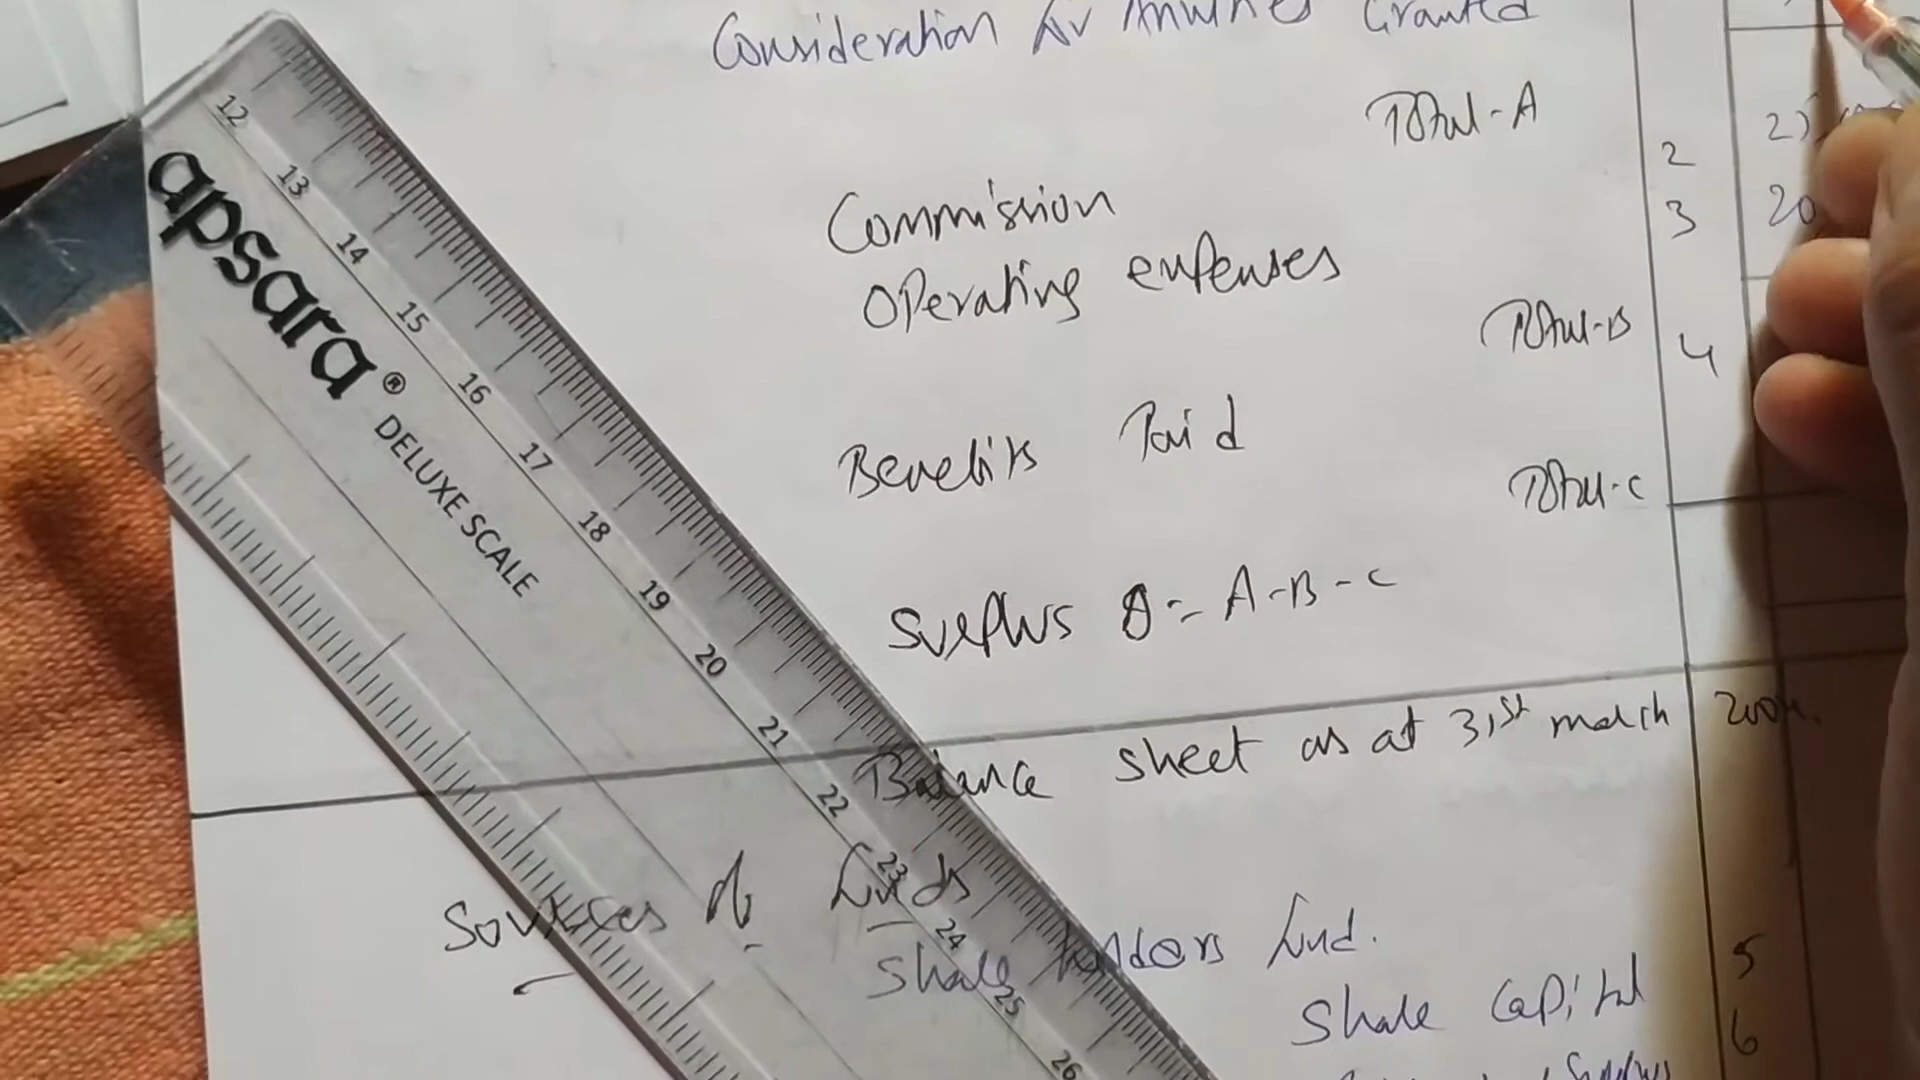 Consideration for Annuities Granted
Total-A
Commission 2
Operating expenses 3 20
Total-B
4
Benefits Paid
Total-C
Surplus D = A-B-C
Balance sheet as at 31st march 2004.
Sources of funds
Share holders fund.
Share Capital 5
6
12
13
14
15
16
17
18
19
20
21
22
23
24
25
26
apsara®
DELUXE SCALE